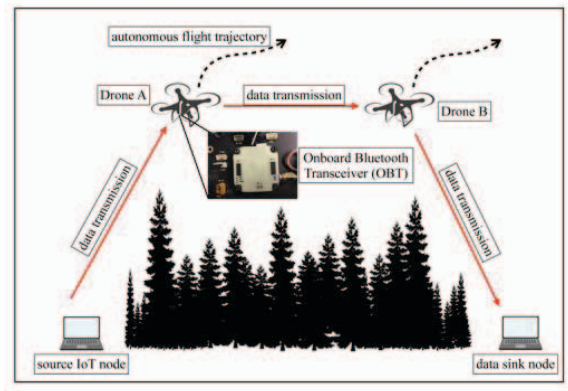 autonomous flight trajectory
Drone A
data transmission
Drone B
Onboard Bluetooth
Transceiver (OBT)
data transmission
data transmission
source IoT node
data sink node